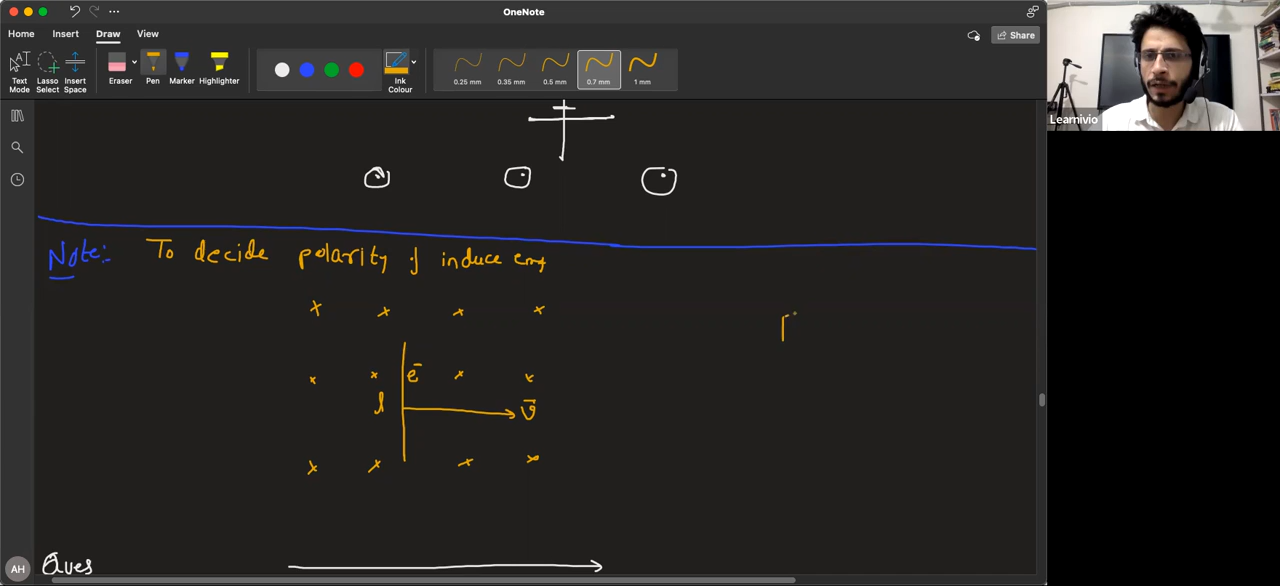 OneNote
Home Insert Draw View
Share
Text Mode
Lasso Select
Insert Space
Eraser
Pen
Marker
Highlighter
Ink Colour
0.25 mm
0.35 mm
0.5 mm
0.7 mm
1 mm
Learnivio
Note:- To decide polarity of induce emf
x x x x
x x e⁻ x x
l v⃗
x x x x
AH
Ques